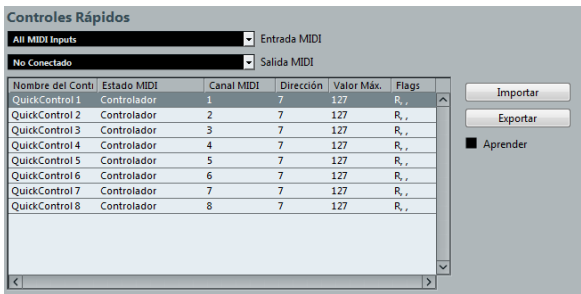 Controles Rápidos
All MIDI Inputs Entrada MIDI
No Conectado Salida MIDI
Nombre del Conti Estado MIDI Canal MIDI Dirección Valor Máx. Flags
QuickControl 1 Controlador 1 7 127 R, ,
QuickControl 2 Controlador 2 7 127 R, ,
QuickControl 3 Controlador 3 7 127 R, ,
QuickControl 4 Controlador 4 7 127 R, ,
QuickControl 5 Controlador 5 7 127 R, ,
QuickControl 6 Controlador 6 7 127 R, ,
QuickControl 7 Controlador 7 7 127 R, ,
QuickControl 8 Controlador 8 7 127 R, ,
Importar
Exportar
Aprender